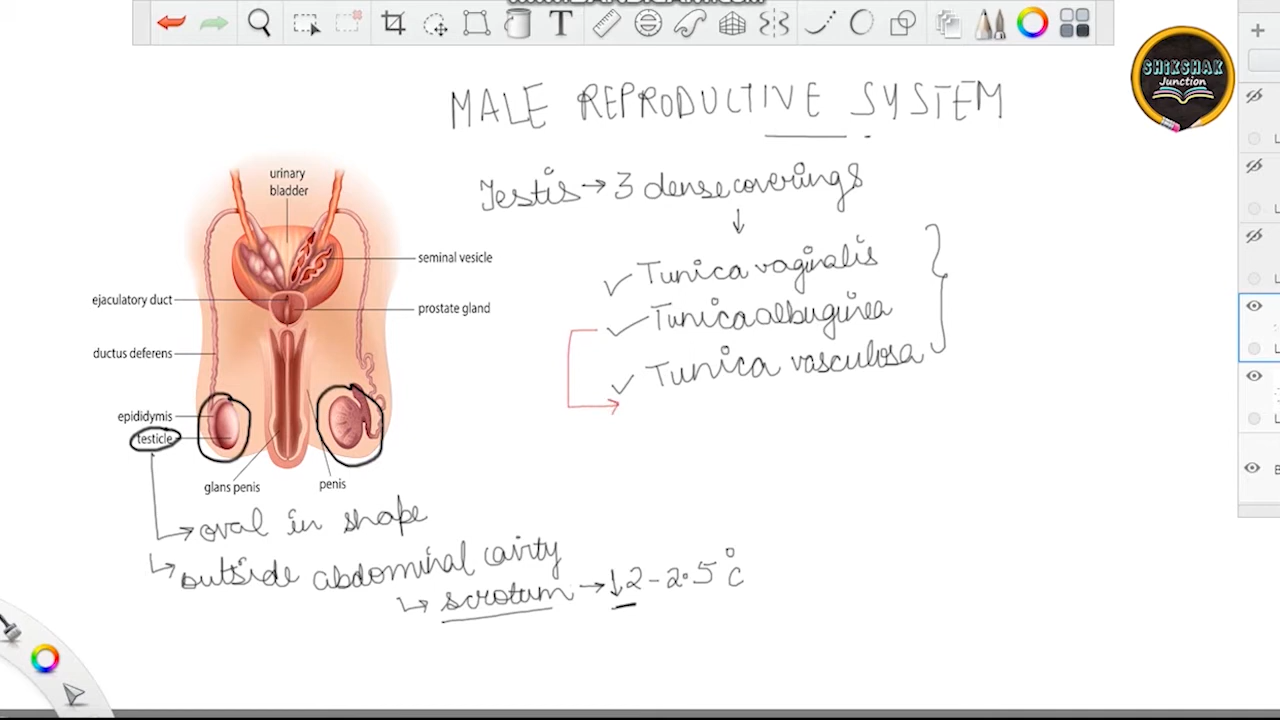 SHiKSHAK
Junction
MALE REPRODUCTIVE SYSTEM
Testis → 3 dense coverings
↓
✓ Tunica vaginalis
✓ Tunica albuginea
✓ Tunica vasculosa
urinary
bladder
seminal vesicle
ejaculatory duct
prostate gland
ductus deferens
epididymis
testicle
glans penis
penis
→ oval in shape
→ outside abdominal cavity
→ scrotum → ↓2-2.5°c